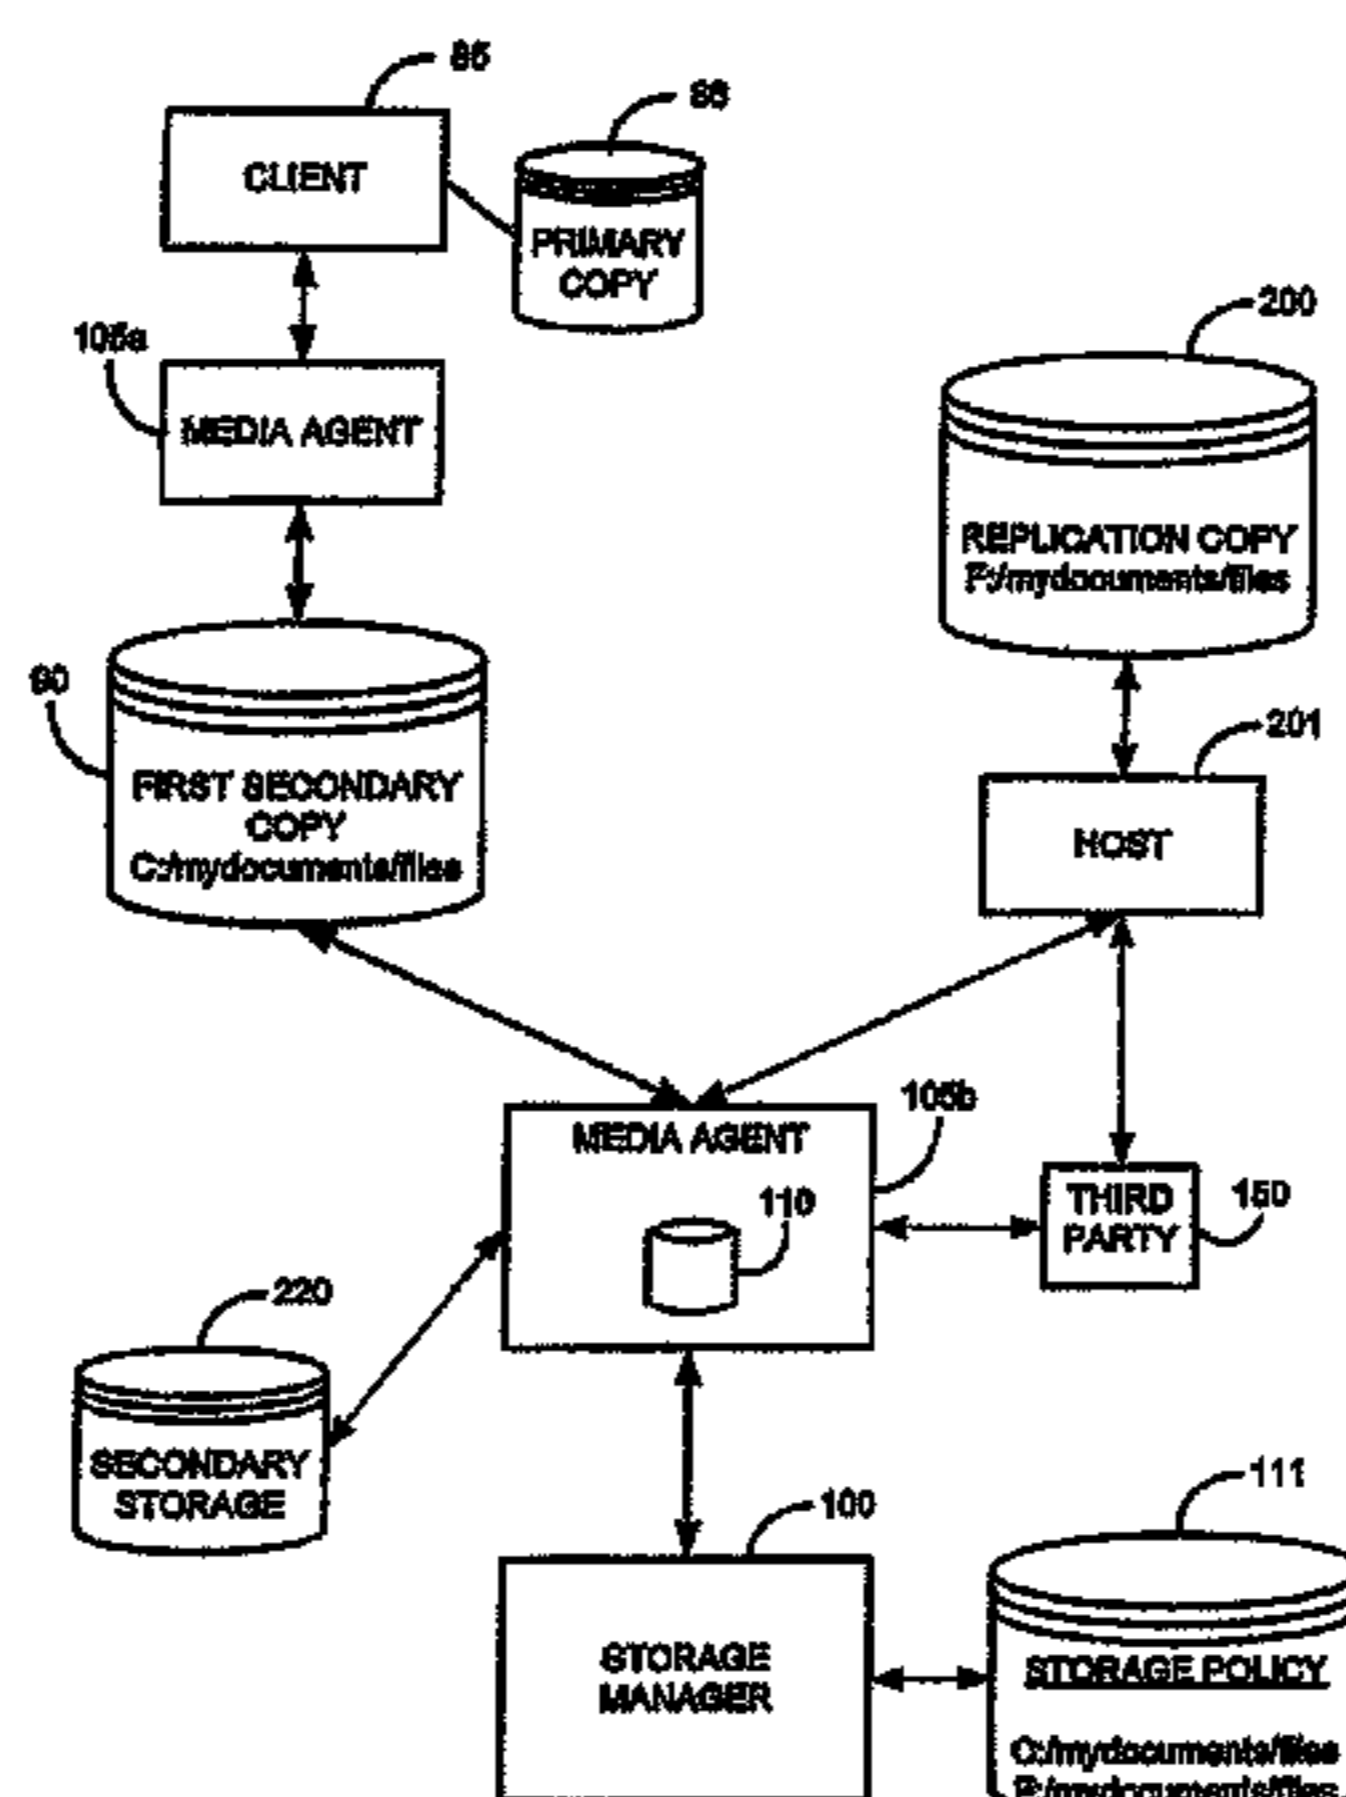 85
CLIENT
PRIMARY
COPY
105a
MEDIA AGENT
200
REPLICATION COPY
F:/mydocuments/files
90
FIRST SECONDARY
COPY
C:/mydocuments/files
201
HOST
105b
MEDIA AGENT
110
THIRD
PARTY
150
220
SECONDARY
STORAGE
100
STORAGE
MANAGER
111
STORAGE POLICY
C:/mydocuments/files
F:/mydocuments/files